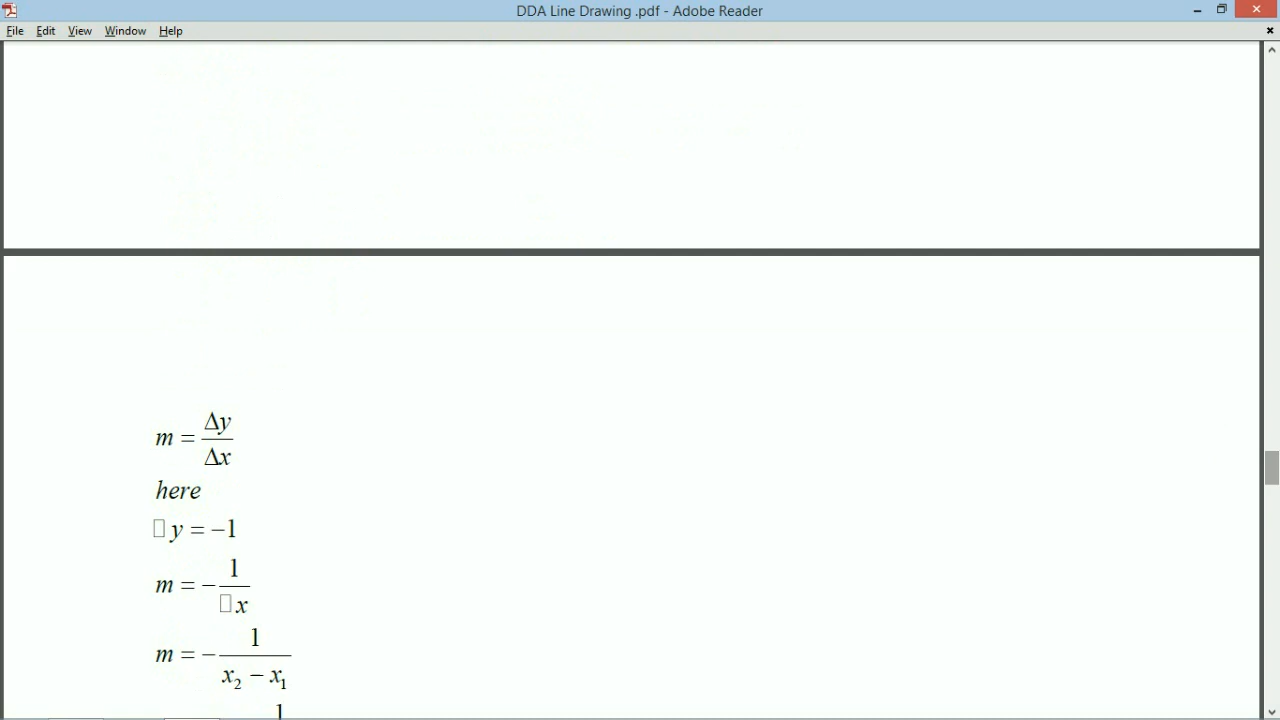 DDA Line Drawing .pdf - Adobe Reader
File Edit View Window Help
m = Δy/Δx
here
□ y = −1
m = − 1/□ x
m = − 1/x₂ − x₁
1